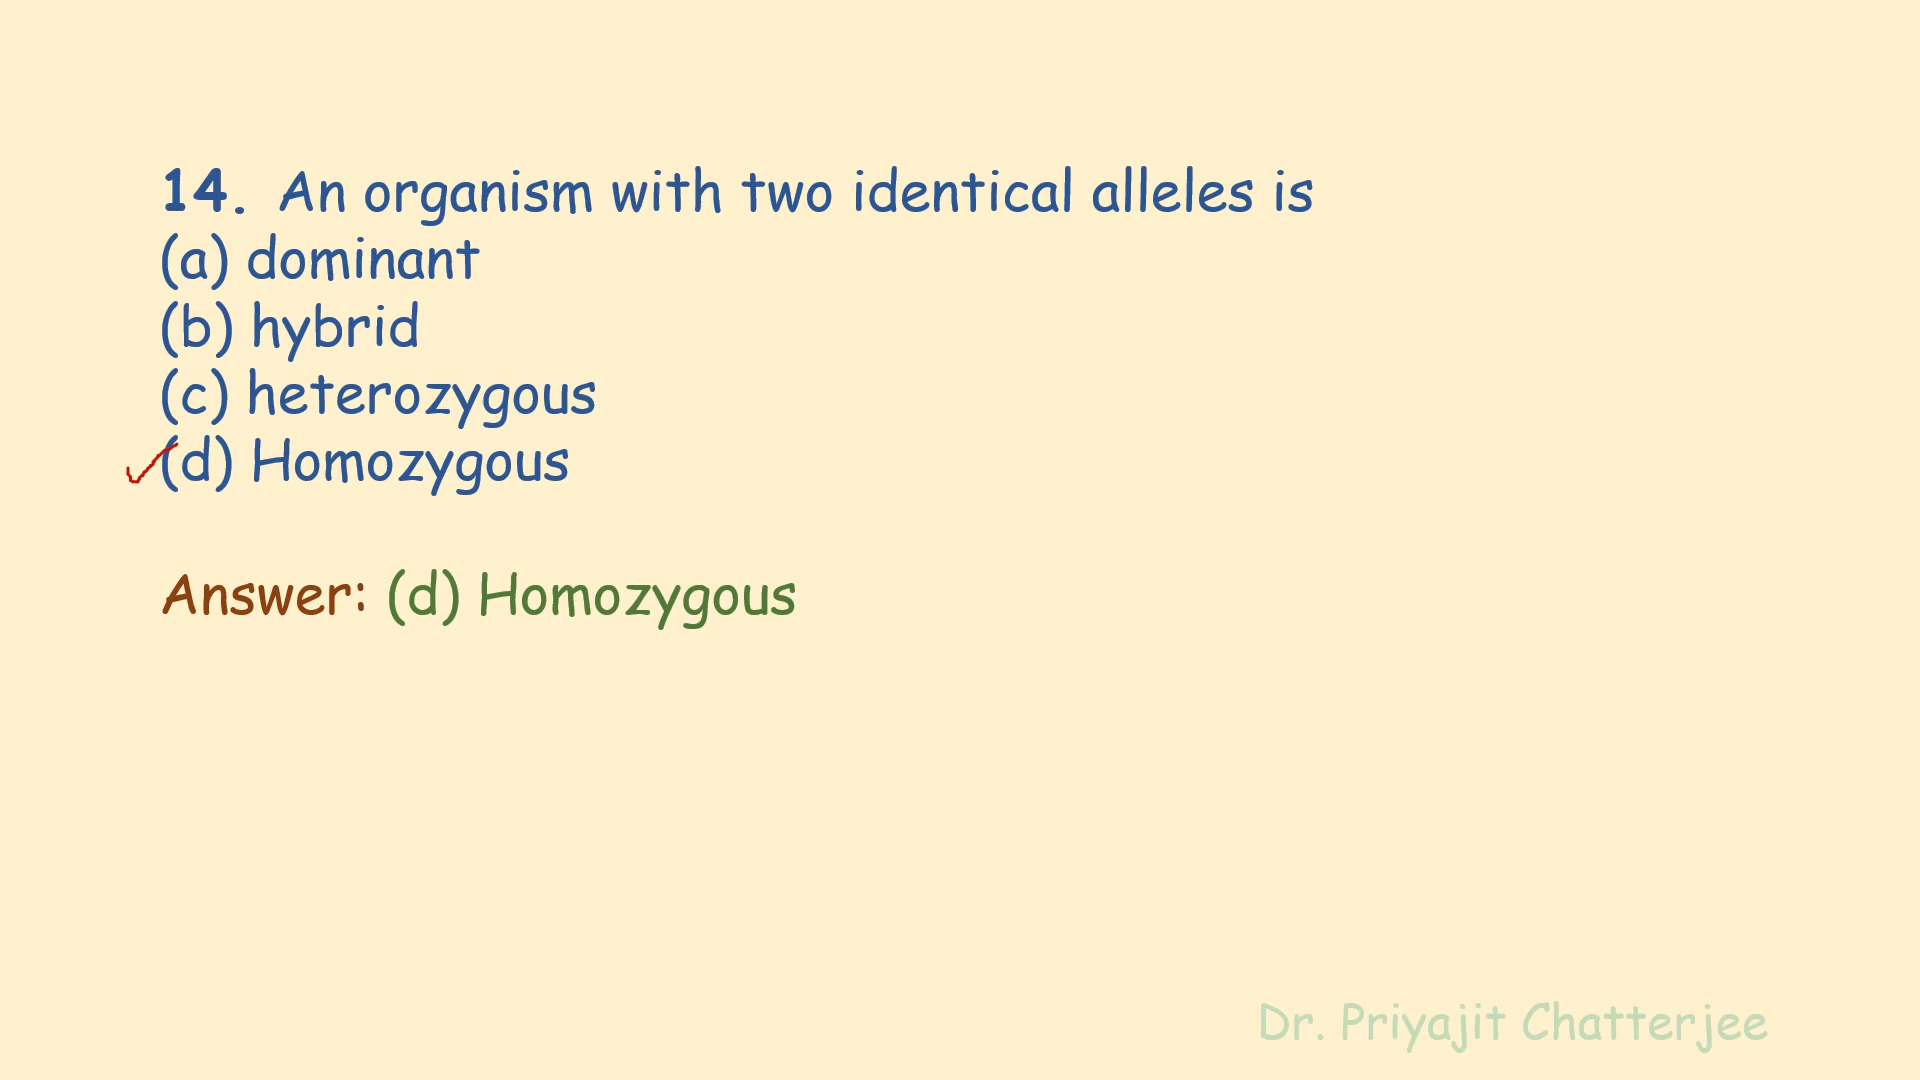 14. An organism with two identical alleles is
(a) dominant
(b) hybrid
(c) heterozygous
(d) Homozygous
Answer: (d) Homozygous
Dr. Priyajit Chatterjee